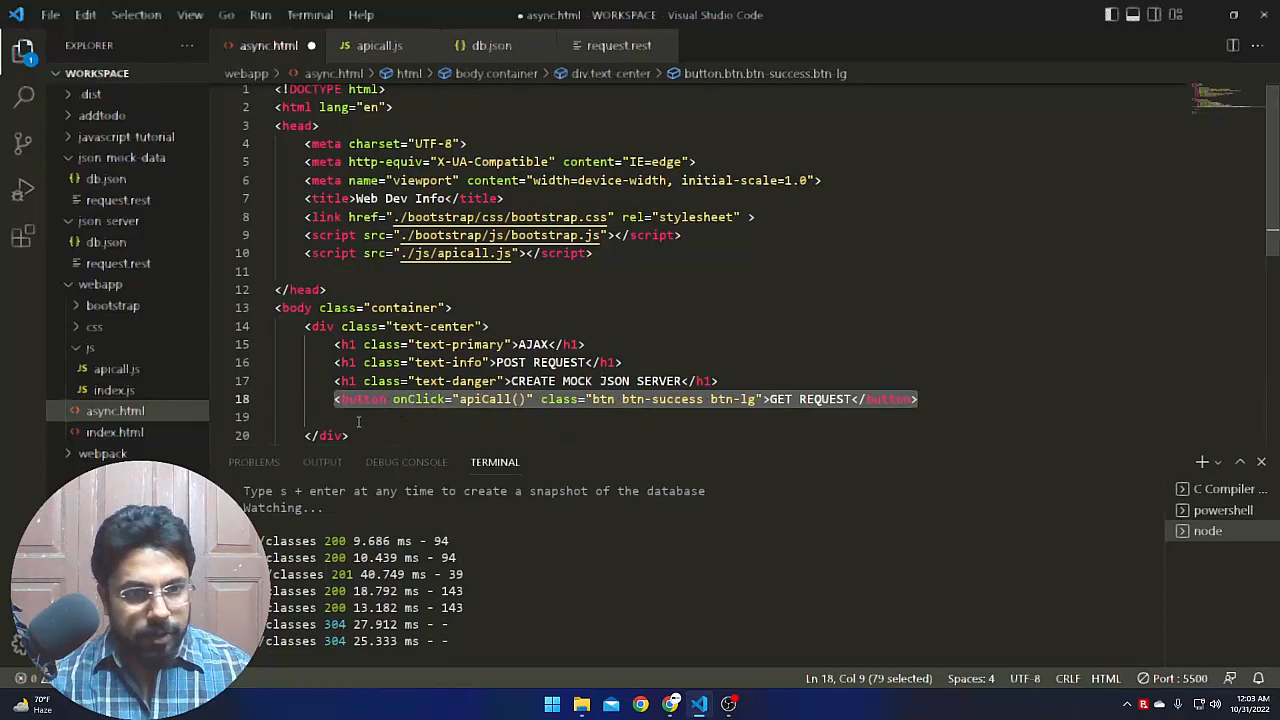 File Edit Selection View Go Run Terminal Help
● async.html - WORKSPACE - Visual Studio Code
EXPLORER
WORKSPACE
.dist
addtodo
javascript-tutorial
json mock-data
db.json
request.rest
json server
db.json
request.rest
webapp
bootstrap
css
js
apicall.js
index.js
async.html
index.html
webpack
1
async.html ● apicall.js db.json request.rest
webapp > async.html > html > body.container > div.text-center > button.btn.btn-success.btn-lg
1 <!DOCTYPE html>
2 <html lang="en">
3 <head>
4 <meta charset="UTF-8">
5 <meta http-equiv="X-UA-Compatible" content="IE=edge">
6 <meta name="viewport" content="width=device-width, initial-scale=1.0">
7 <title>Web Dev Info</title>
8 <link href="./bootstrap/css/bootstrap.css" rel="stylesheet" >
9 <script src="./bootstrap/js/bootstrap.js"></script>
10 <script src="./js/apicall.js"></script>
11
12 </head>
13 <body class="container">
14 <div class="text-center">
15 <h1 class="text-primary">AJAX</h1>
16 <h1 class="text-info">POST REQUEST</h1>
17 <h1 class="text-danger">CREATE MOCK JSON SERVER</h1>
18 <button onClick="apiCall()" class="btn btn-success btn-lg">GET REQUEST</button>
19
20 </div>
PROBLEMS OUTPUT DEBUG CONSOLE TERMINAL
Type s + enter at any time to create a snapshot of the database
Watching...
/classes 200 9.686 ms - 94
/classes 200 10.439 ms - 94
/classes 201 40.749 ms - 39
/classes 200 18.792 ms - 143
/classes 200 13.182 ms - 143
/classes 304 27.912 ms - -
/classes 304 25.333 ms - -
C Compiler ...
powershell
node
0
Ln 18, Col 9 (79 selected) Spaces: 4 UTF-8 CRLF HTML Port : 5500
70°F
Haze
12:03 AM
10/31/2022